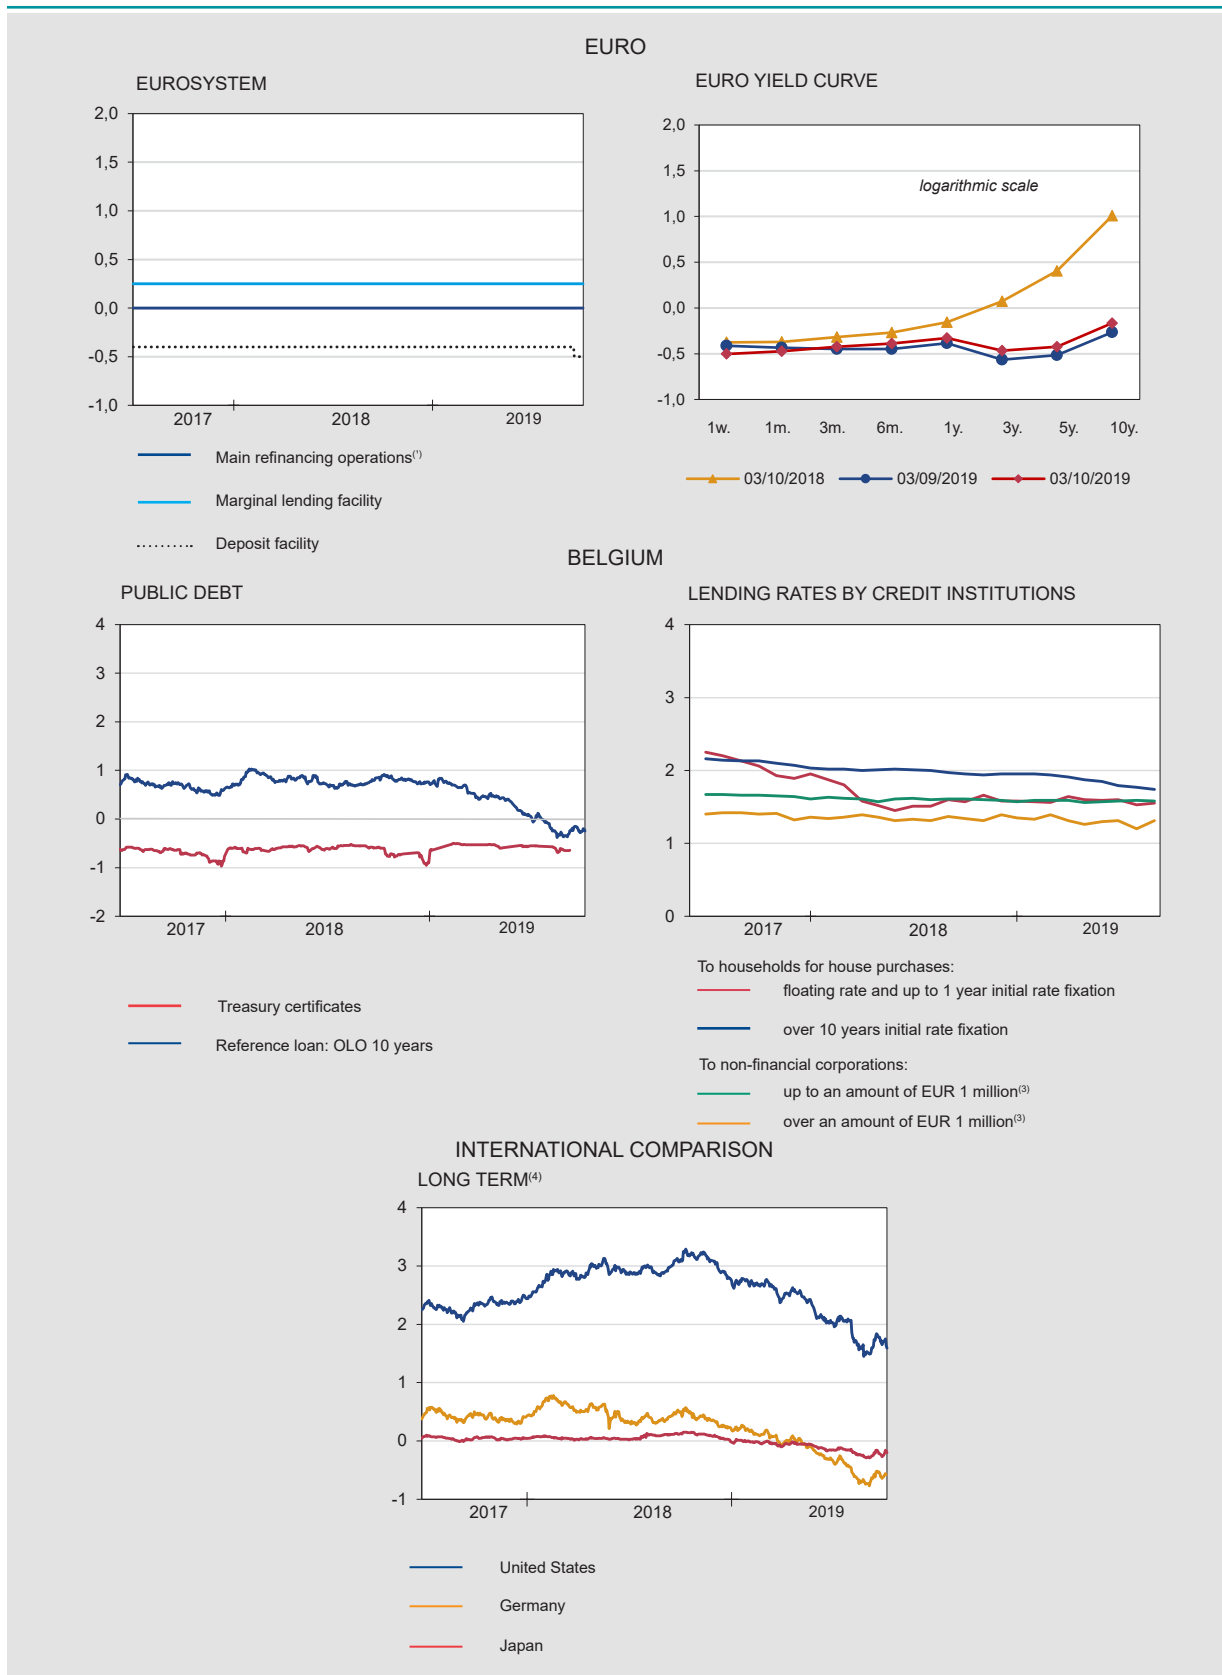 EURO
EUROSYSTEM
2,0
1,5
1,0
0,5
0,0
-0,5
-1,0
2017 2018 2019
Main refinancing operations(¹)
Marginal lending facility
Deposit facility
EURO YIELD CURVE
2,0
1,5
1,0
0,5
0,0
-0,5
-1,0
logarithmic scale
1w. 1m. 3m. 6m. 1y. 3y. 5y. 10y.
03/10/2018 03/09/2019 03/10/2019
BELGIUM
PUBLIC DEBT
4
3
2
1
0
-1
-2
2017 2018 2019
Treasury certificates
Reference loan: OLO 10 years
LENDING RATES BY CREDIT INSTITUTIONS
4
3
2
1
0
2017 2018 2019
To households for house purchases:
floating rate and up to 1 year initial rate fixation
over 10 years initial rate fixation
To non-financial corporations:
up to an amount of EUR 1 million(3)
over an amount of EUR 1 million(3)
INTERNATIONAL COMPARISON
LONG TERM(4)
4
3
2
1
0
-1
2017 2018 2019
United States
Germany
Japan